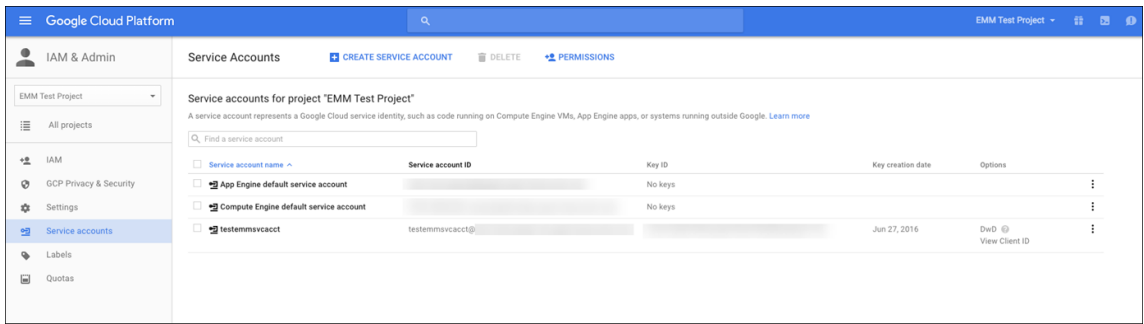 Google Cloud Platform
EMM Test Project
IAM & Admin
Service Accounts
CREATE SERVICE ACCOUNT
DELETE
PERMISSIONS
EMM Test Project
All projects
IAM
GCP Privacy & Security
Settings
Service accounts
Labels
Quotas
Service accounts for project "EMM Test Project"
A service account represents a Google Cloud service identity, such as code running on Compute Engine VMs, App Engine apps, or systems running outside Google. Learn more
Find a service account
Service account name Service account ID Key ID Key creation date Options
App Engine default service account No keys
Compute Engine default service account No keys
testemmsvcacct testemmsvcacct@ Jun 27, 2016 DwD
View Client ID